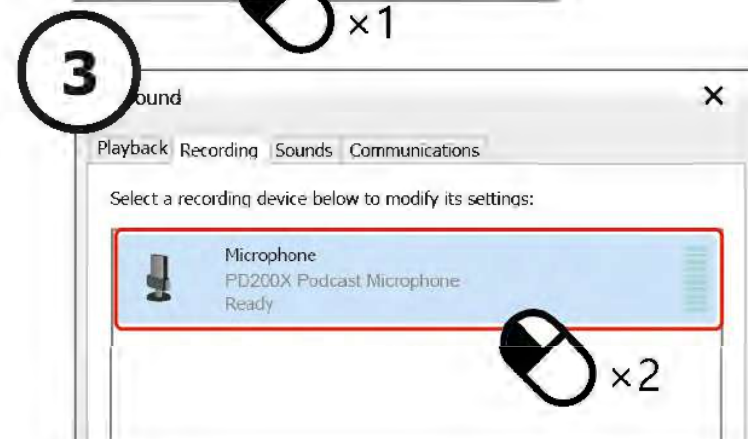 ×1
3
ound
×
Playback Recording Sounds Communications
Select a recording device below to modify its settings:
Microphone
PD200X Podcast Microphone
Ready
×2